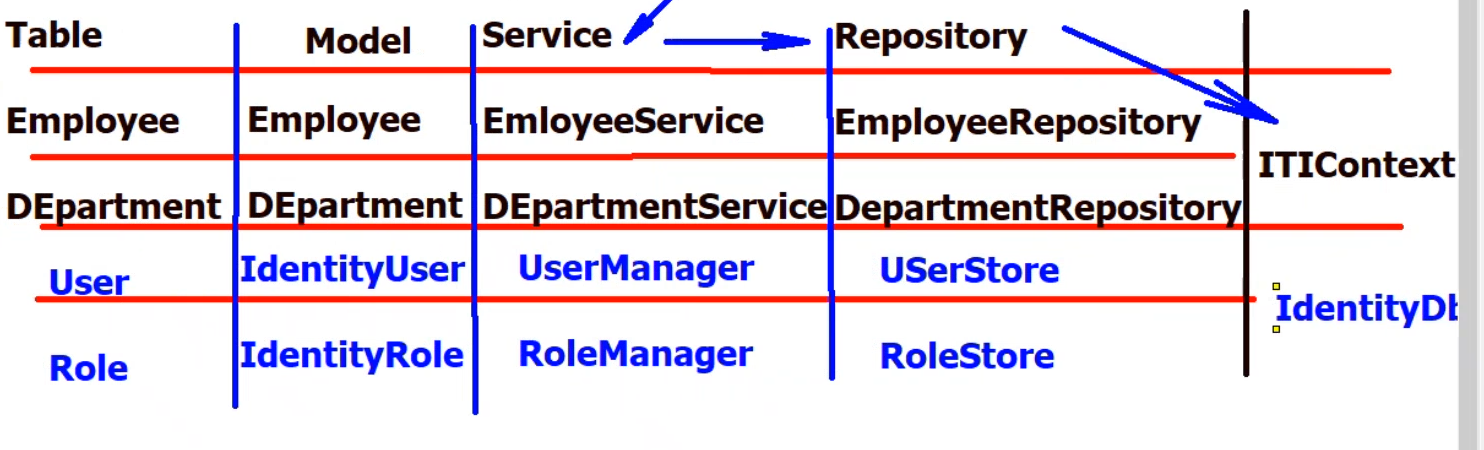 Table Model Service Repository
Employee Employee EmloyeeService EmployeeRepository
ITIContext
DEpartment DEpartment DEpartmentService DepartmentRepository
User IdentityUser UserManager USerStore
IdentityDb
Role IdentityRole RoleManager RoleStore